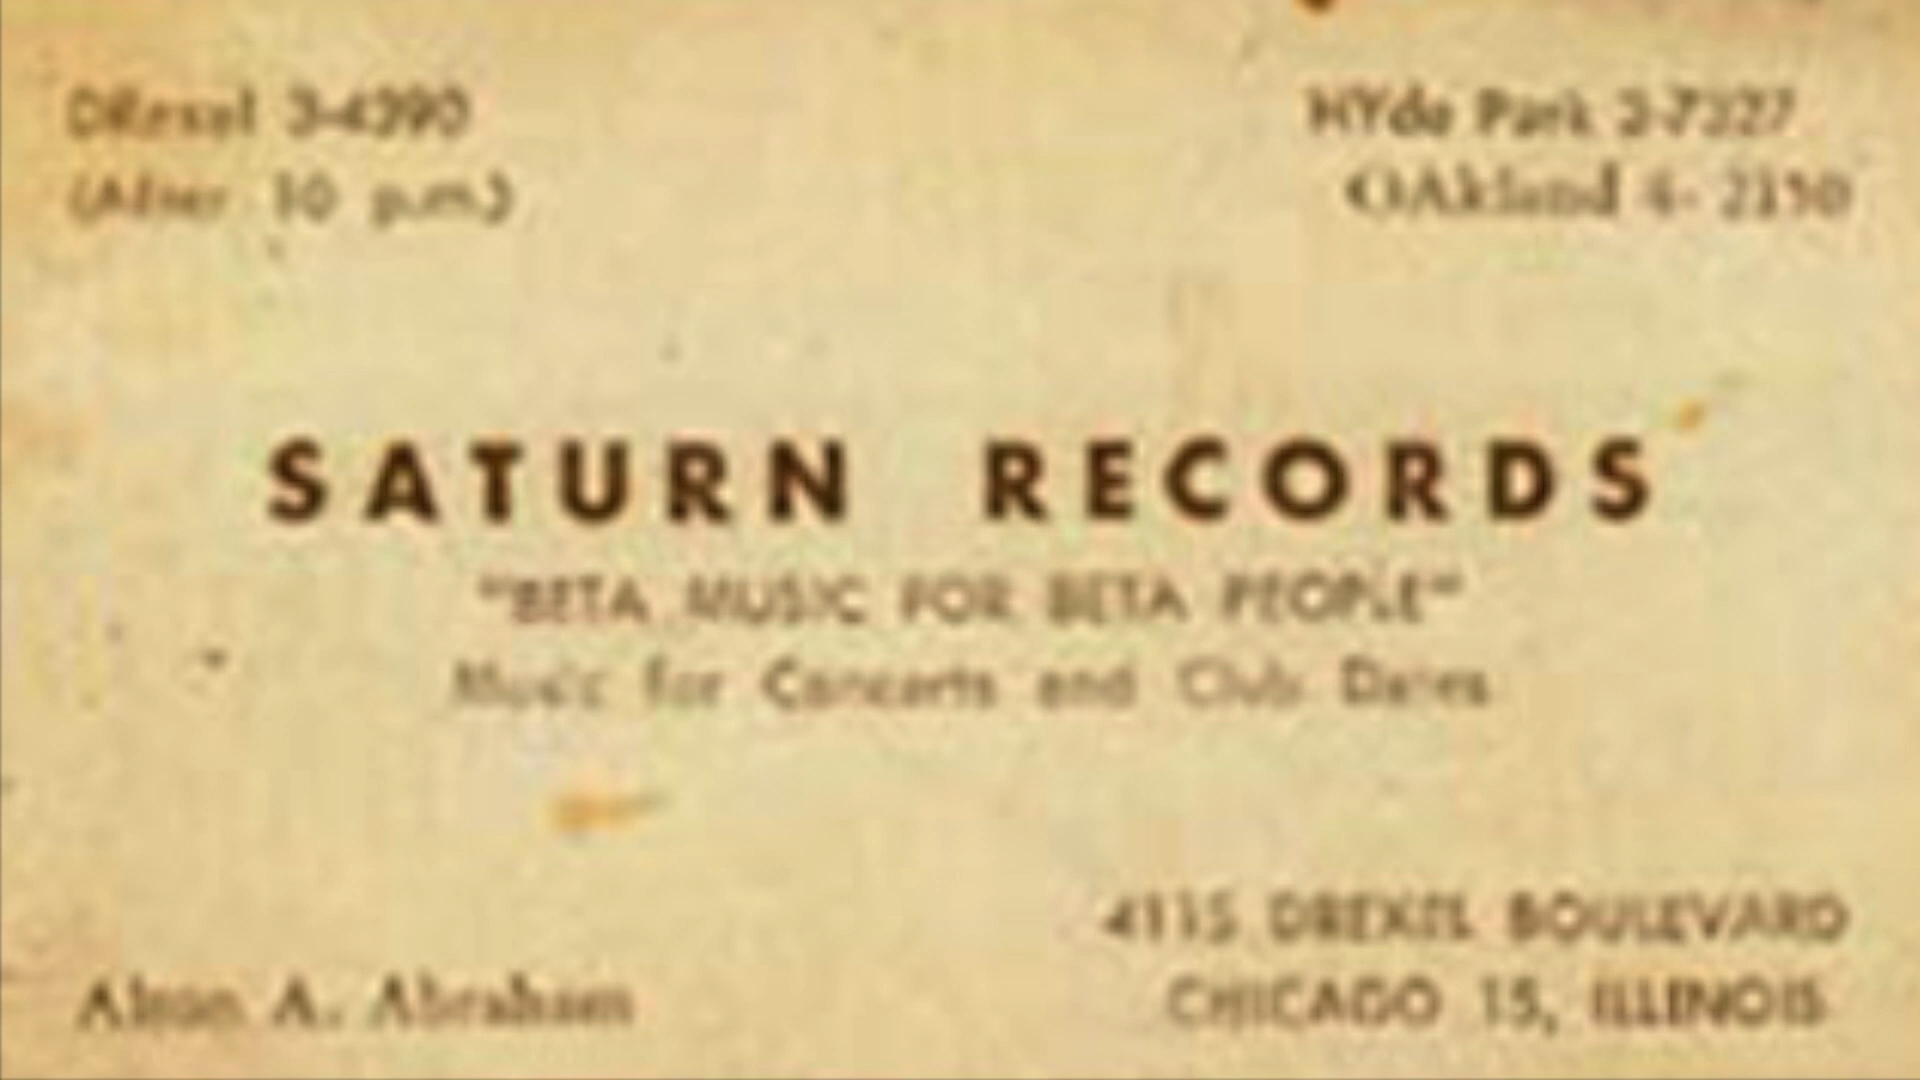 DRexel 3-4390
(After 10 p.m.)
HYde Park 3-7327
OAkland 4- 2150
SATURN RECORDS
"BETA MUSIC FOR BETA PEOPLE"
Music for Concerts and Club Dates
Alton A. Abraham
4115 DREXEL BOULEVARD
CHICAGO 15, ILLINOIS